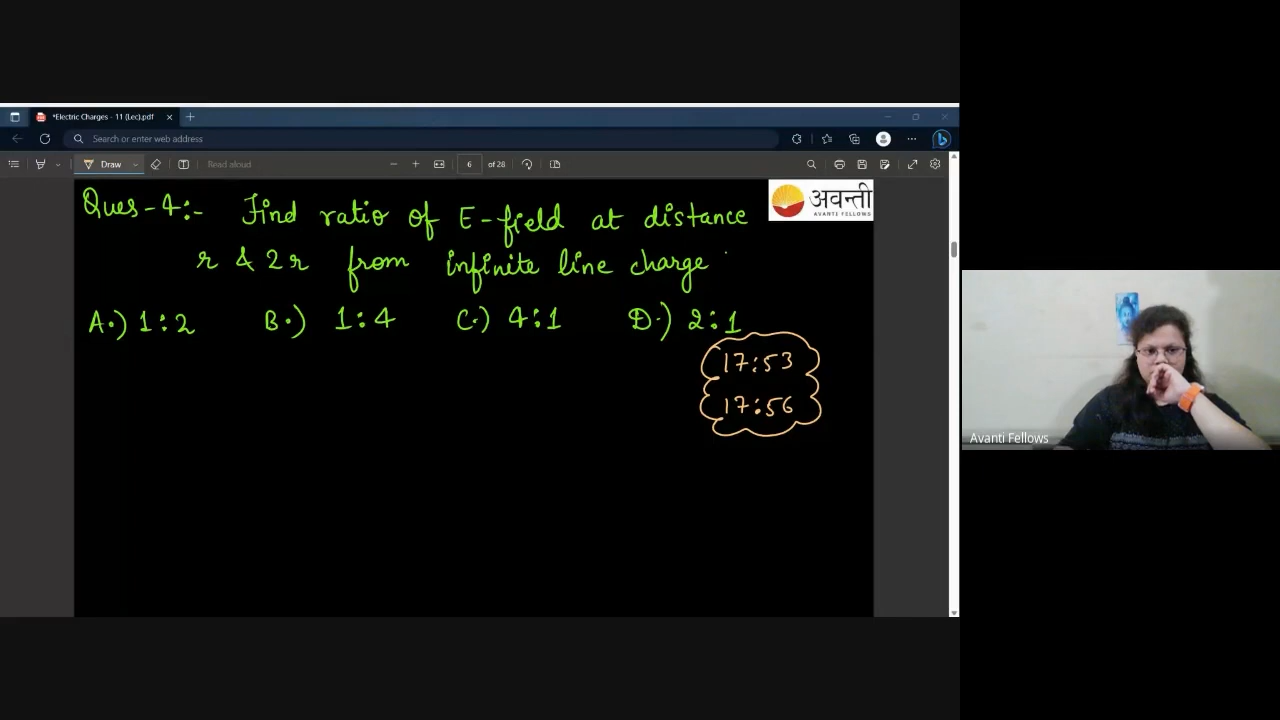 *Electric Charges - 11 (Lec).pdf
Search or enter web address
Draw
Read aloud
6 of 28
Ques-4:- Find ratio of E-field at distance
r & 2r from infinite line charge
अवन्ती
AVANTI FELLOWS
A.) 1:2 B.) 1:4 C.) 4:1 D.) 2:1
17:53
17:56
Avanti Fellows